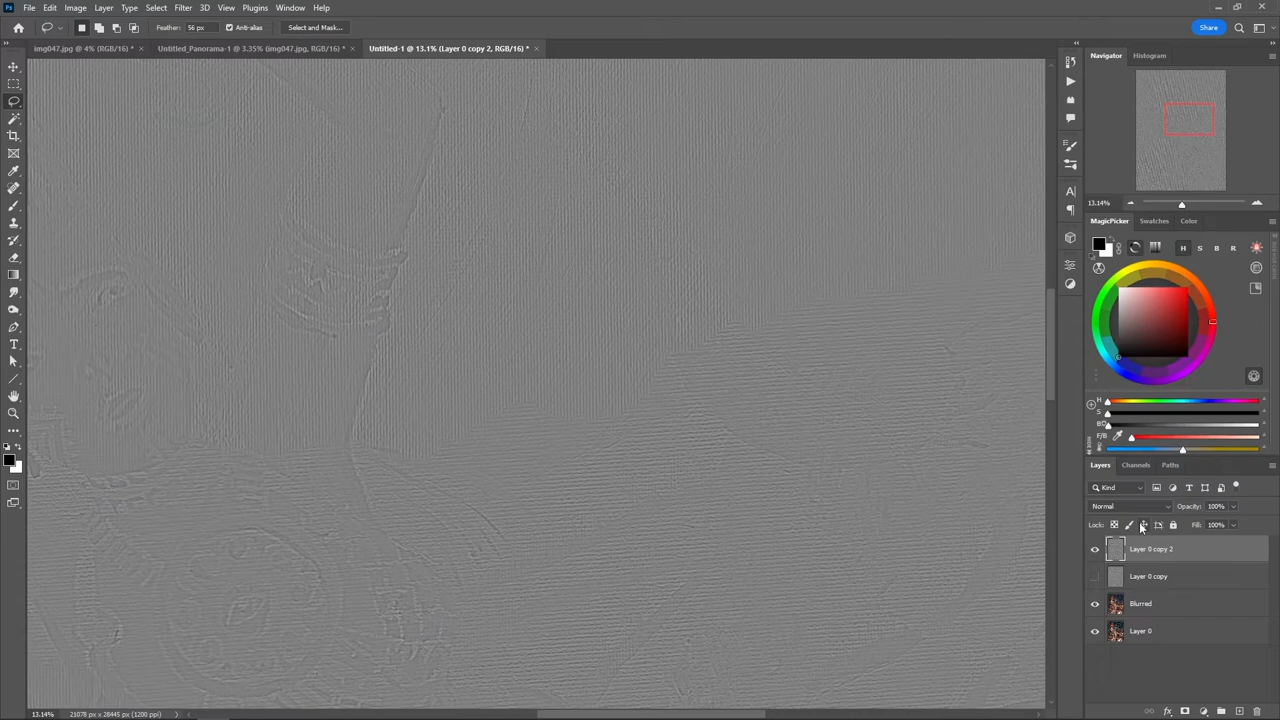 Ps File Edit Image Layer Type Select Filter 3D View Plugins Window Help
Feather: 56 px Anti-alias Select and Mask... Share
img047.jpg @ 4% (RGB/16) * × Untitled_Panorama-1 @ 3.35% (img047.jpg, RGB/16) * × Untitled-1 @ 13.1% (Layer 0 copy 2, RGB/16) * ×
Navigator Histogram
13.14%
MagicPicker Swatches Color
H S B R
H
S
B
F/B
Layers Channels Paths
Kind
Normal Opacity: 100%
Lock: Fill: 100%
Layer 0 copy 2
Layer 0 copy
Blurred
Layer 0
13.14% 21078 px x 28445 px (1200 ppi)